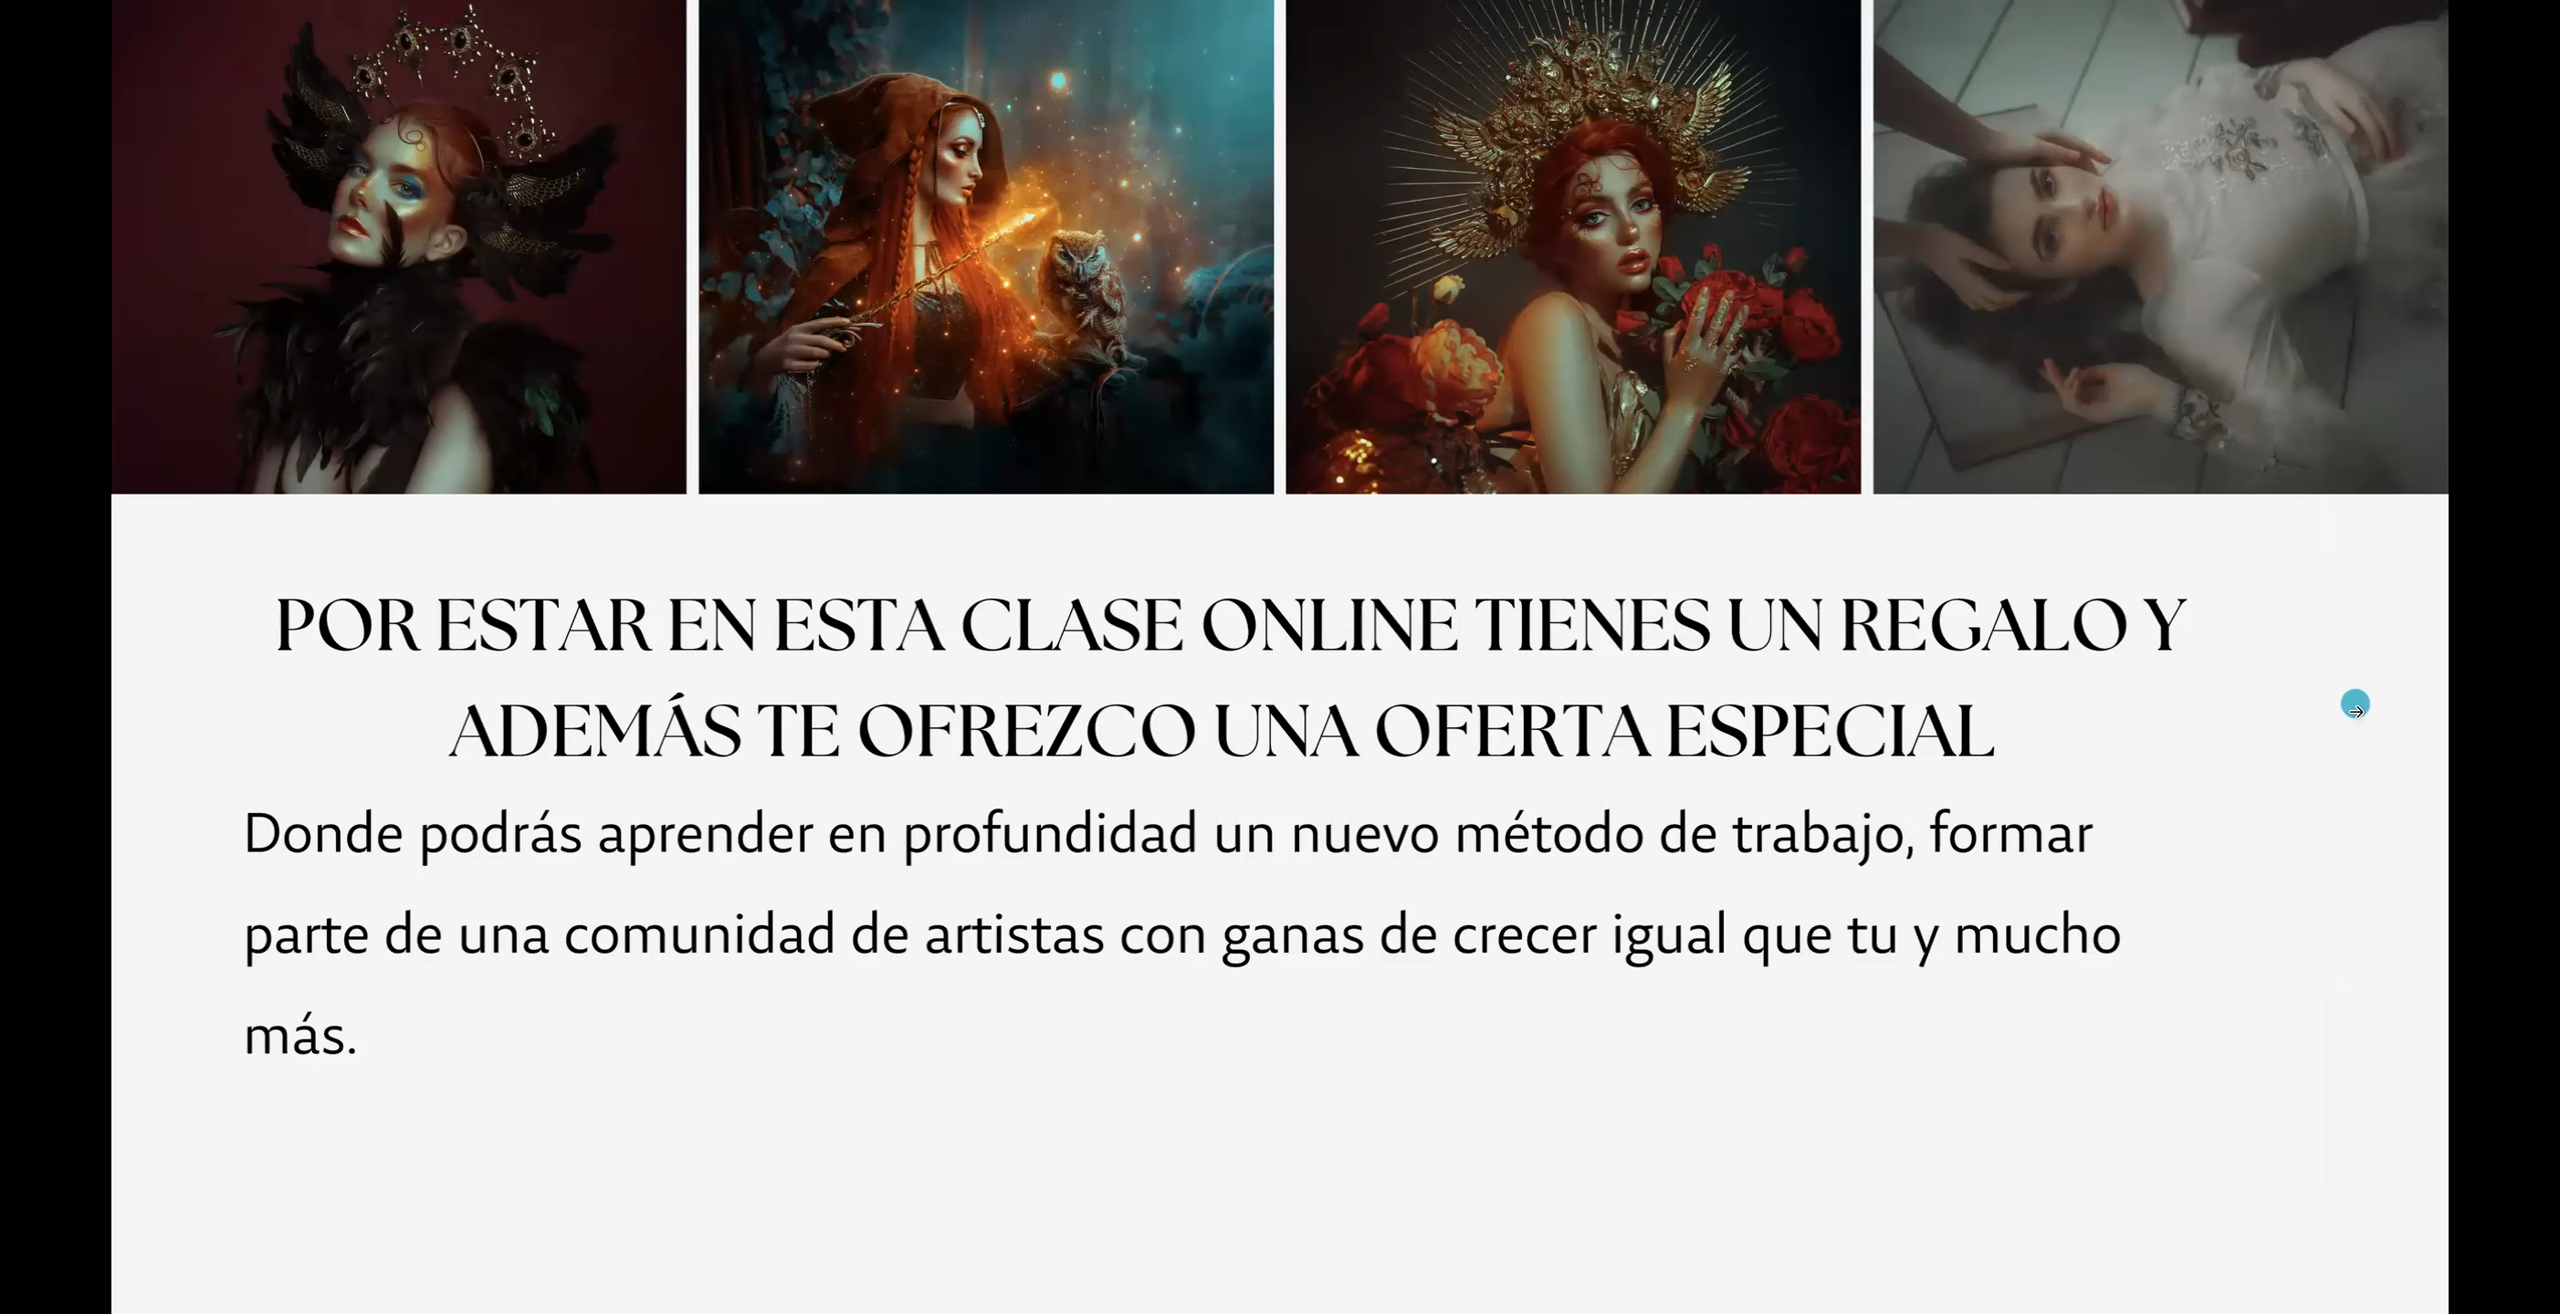 POR ESTAR EN ESTA CLASE ONLINE TIENES UN REGALO Y
ADEMÁS TE OFREZCO UNA OFERTA ESPECIAL
Donde podrás aprender en profundidad un nuevo método de trabajo, formar
parte de una comunidad de artistas con ganas de crecer igual que tu y mucho
más.